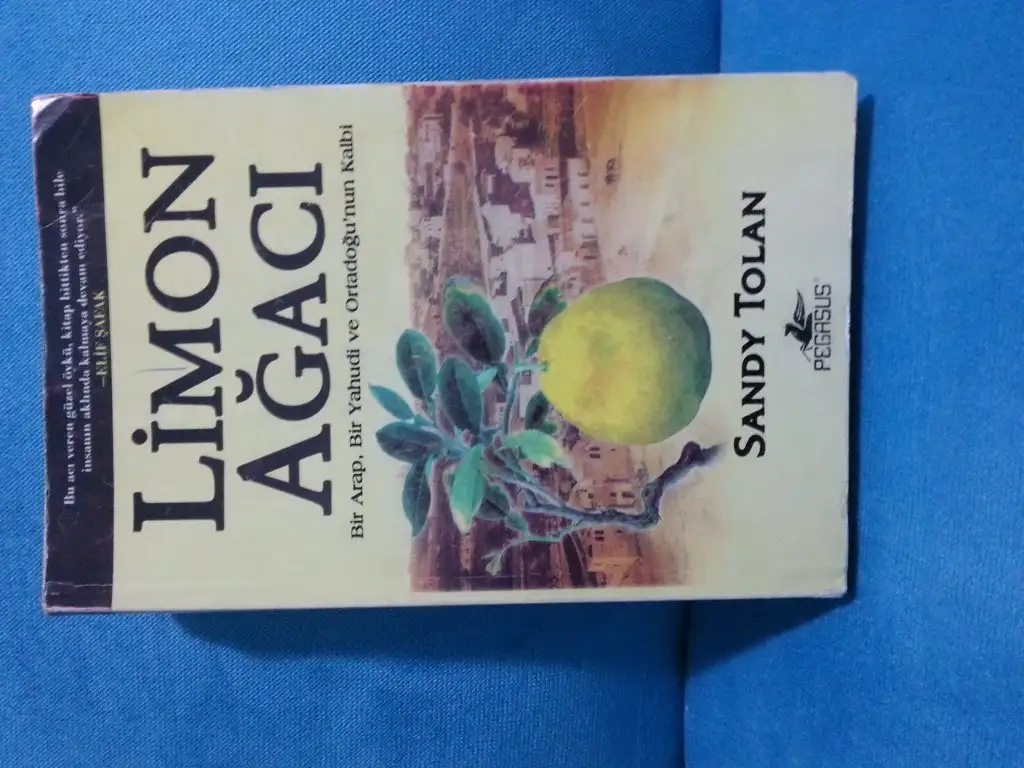 Bu acı veren güzel öykü, kitap bittikten sonra bile
insanın aklında kalmaya devam ediyor."
—ELİF ŞAFAK
LİMON
AĞACI
Bir Arap, Bir Yahudi ve Ortadoğu'nun Kalbi
SANDY TOLAN
PEGASUS